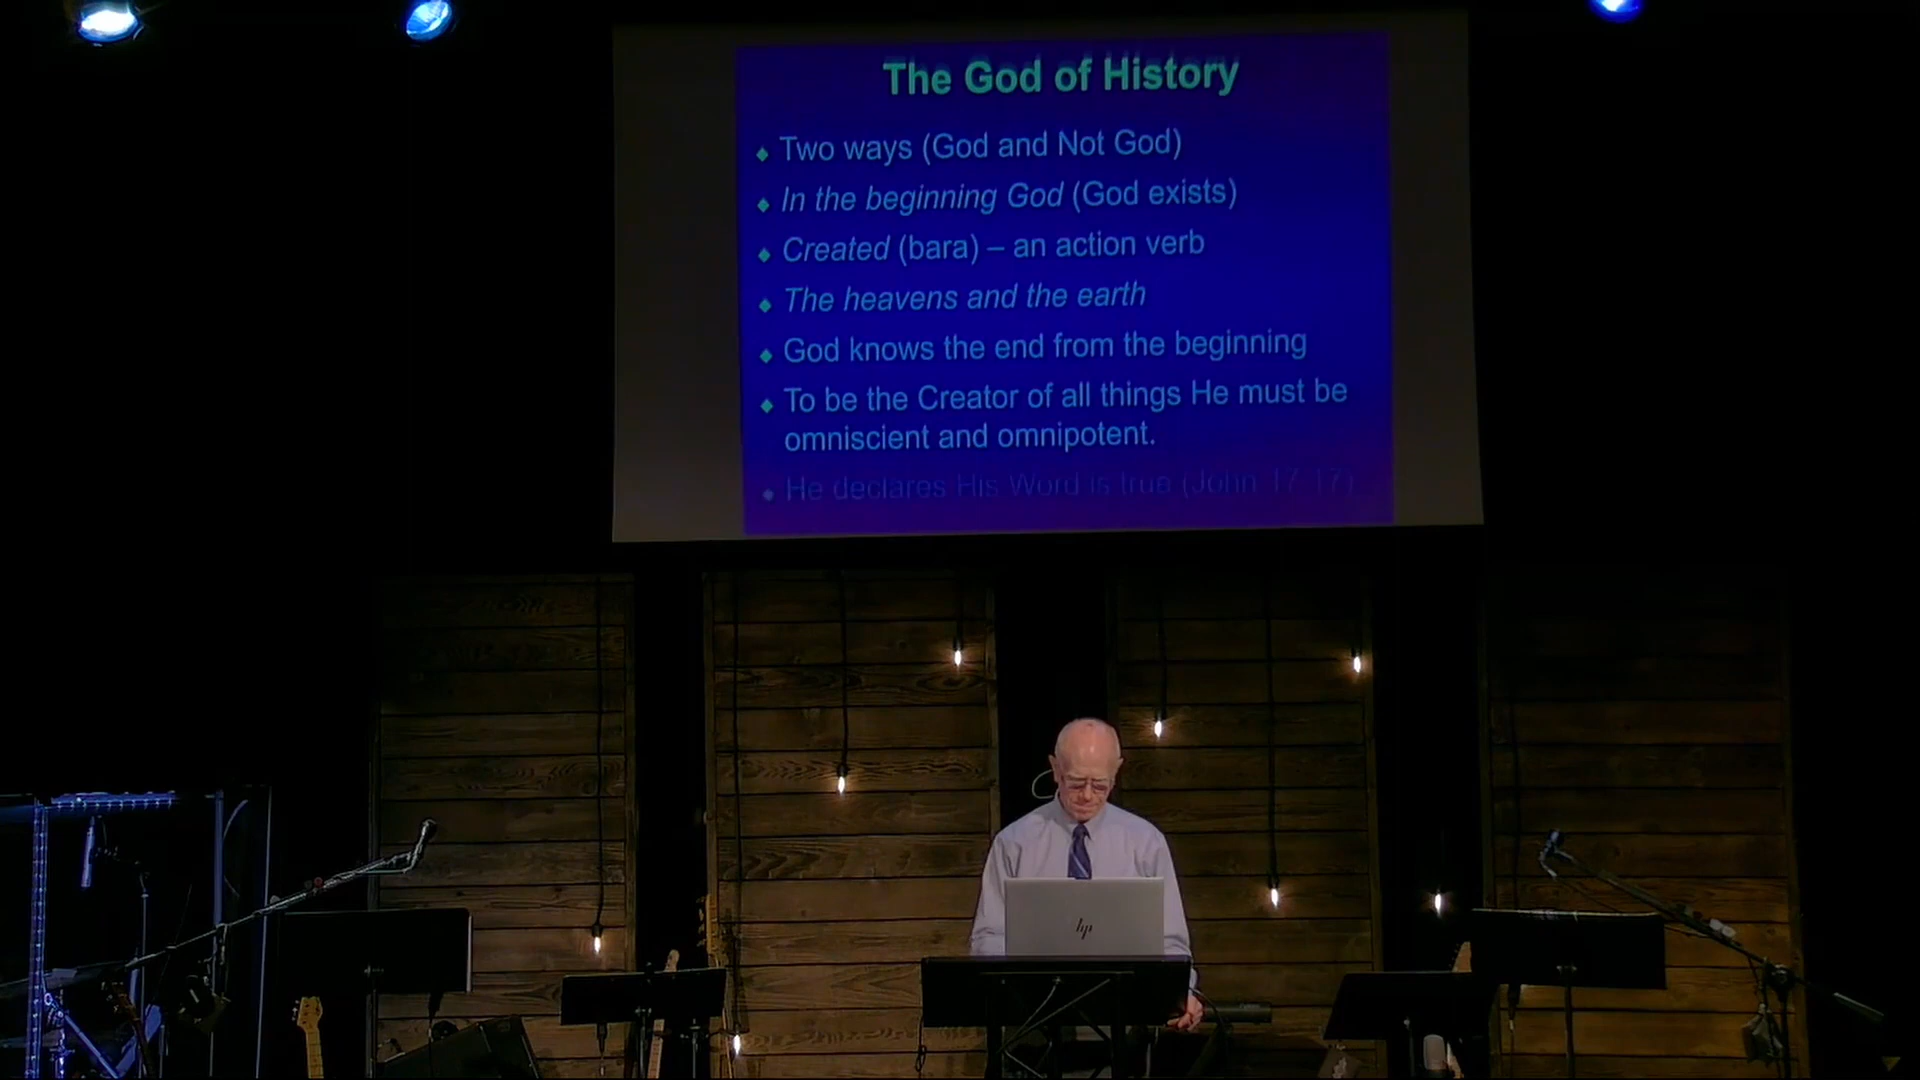 The God of History
Two ways (God and Not God)
In the beginning God (God exists)
Created (bara) – an action verb
The heavens and the earth
God knows the end from the beginning
To be the Creator of all things He must be
omniscient and omnipotent.
He declares His Word is true (John 17:17)
hp